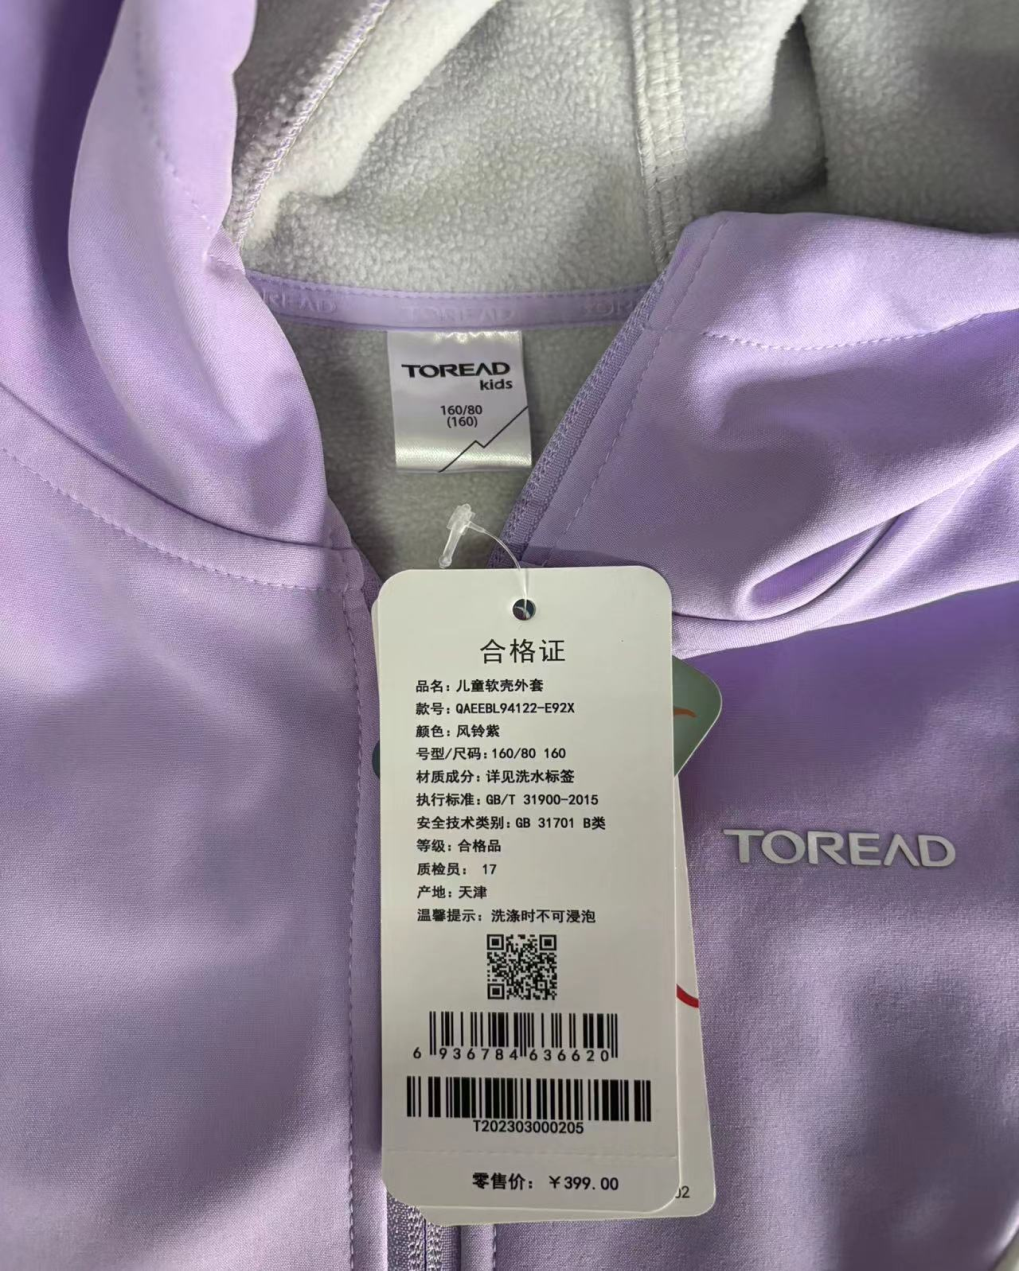 TOREAD
TOREAD
kids
160/80
(160)
合格证
品名：儿童软壳外套
款号：QAEEBL94122-E92X
颜色：风铃紫
号型/尺码：160/80 160
材质成分：详见洗水标签
执行标准：GB/T 31900-2015
安全技术类别：GB 31701 B类
等级：合格品
质检员： 17
产地：天津
温馨提示：洗涤时不可浸泡
TOREAD
6 936784 636620
T202303000205
零售价：￥399.00